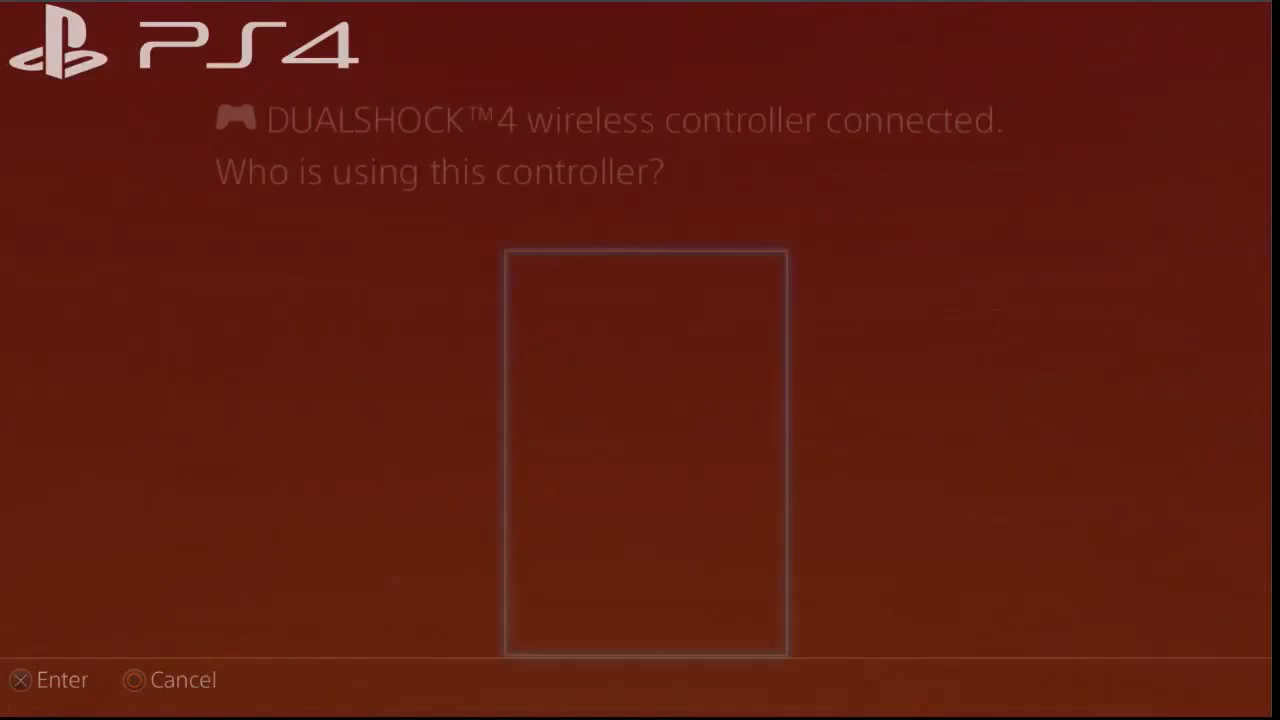 PS4
DUALSHOCK™4 wireless controller connected.
Who is using this controller?
Enter
Cancel